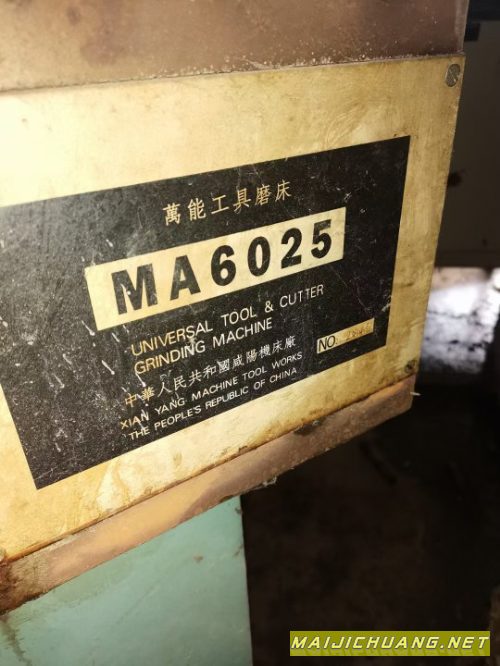 萬能工具磨床
MA6025
UNIVERSAL TOOL & CUTTER
GRINDING MACHINE
中華人民共和國咸陽機床廠
XIAN YANG MACHINE TOOL WORKS
THE PEOPLE'S REPUBLIC OF CHINA
NO.
MAIJICHUANG.NET